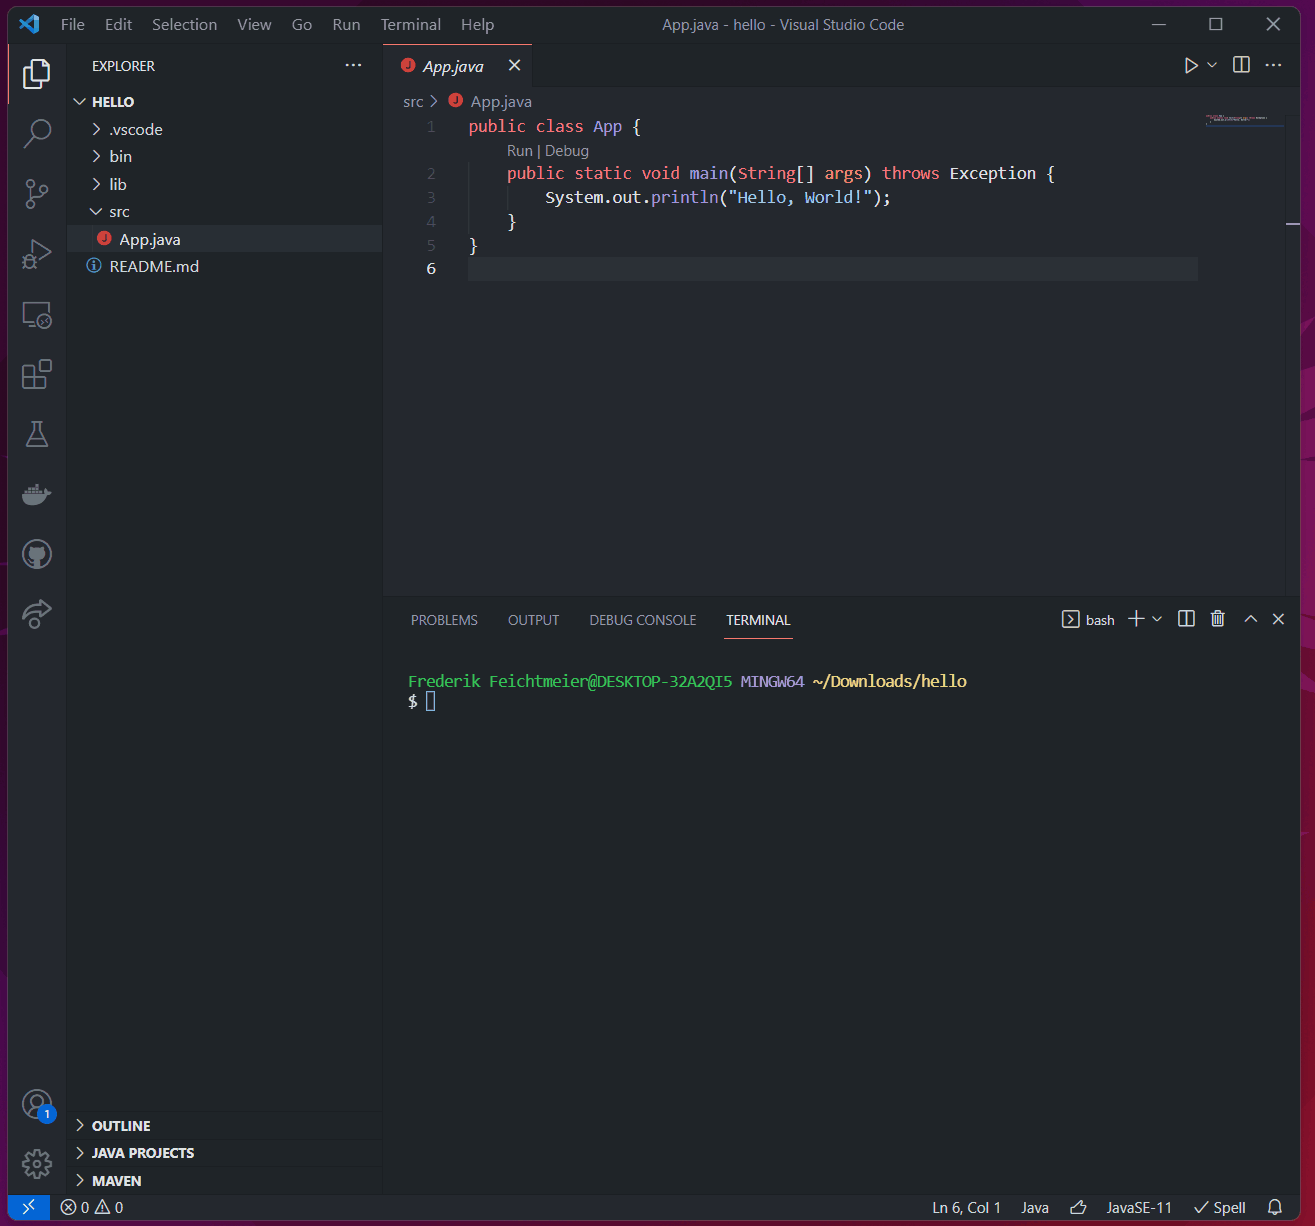 File Edit Selection View Go Run Terminal Help App.java - hello - Visual Studio Code
EXPLORER
HELLO
.vscode
bin
lib
src
App.java
README.md
OUTLINE
JAVA PROJECTS
MAVEN
1
App.java
src > App.java
1 public class App {
Run | Debug
2 public static void main(String[] args) throws Exception {
3 System.out.println("Hello, World!");
4 }
5 }
6
PROBLEMS OUTPUT DEBUG CONSOLE TERMINAL bash
Frederik Feichtmeier@DESKTOP-32A2QI5 MINGW64 ~/Downloads/hello
$
0 0 Ln 6, Col 1 Java JavaSE-11 Spell